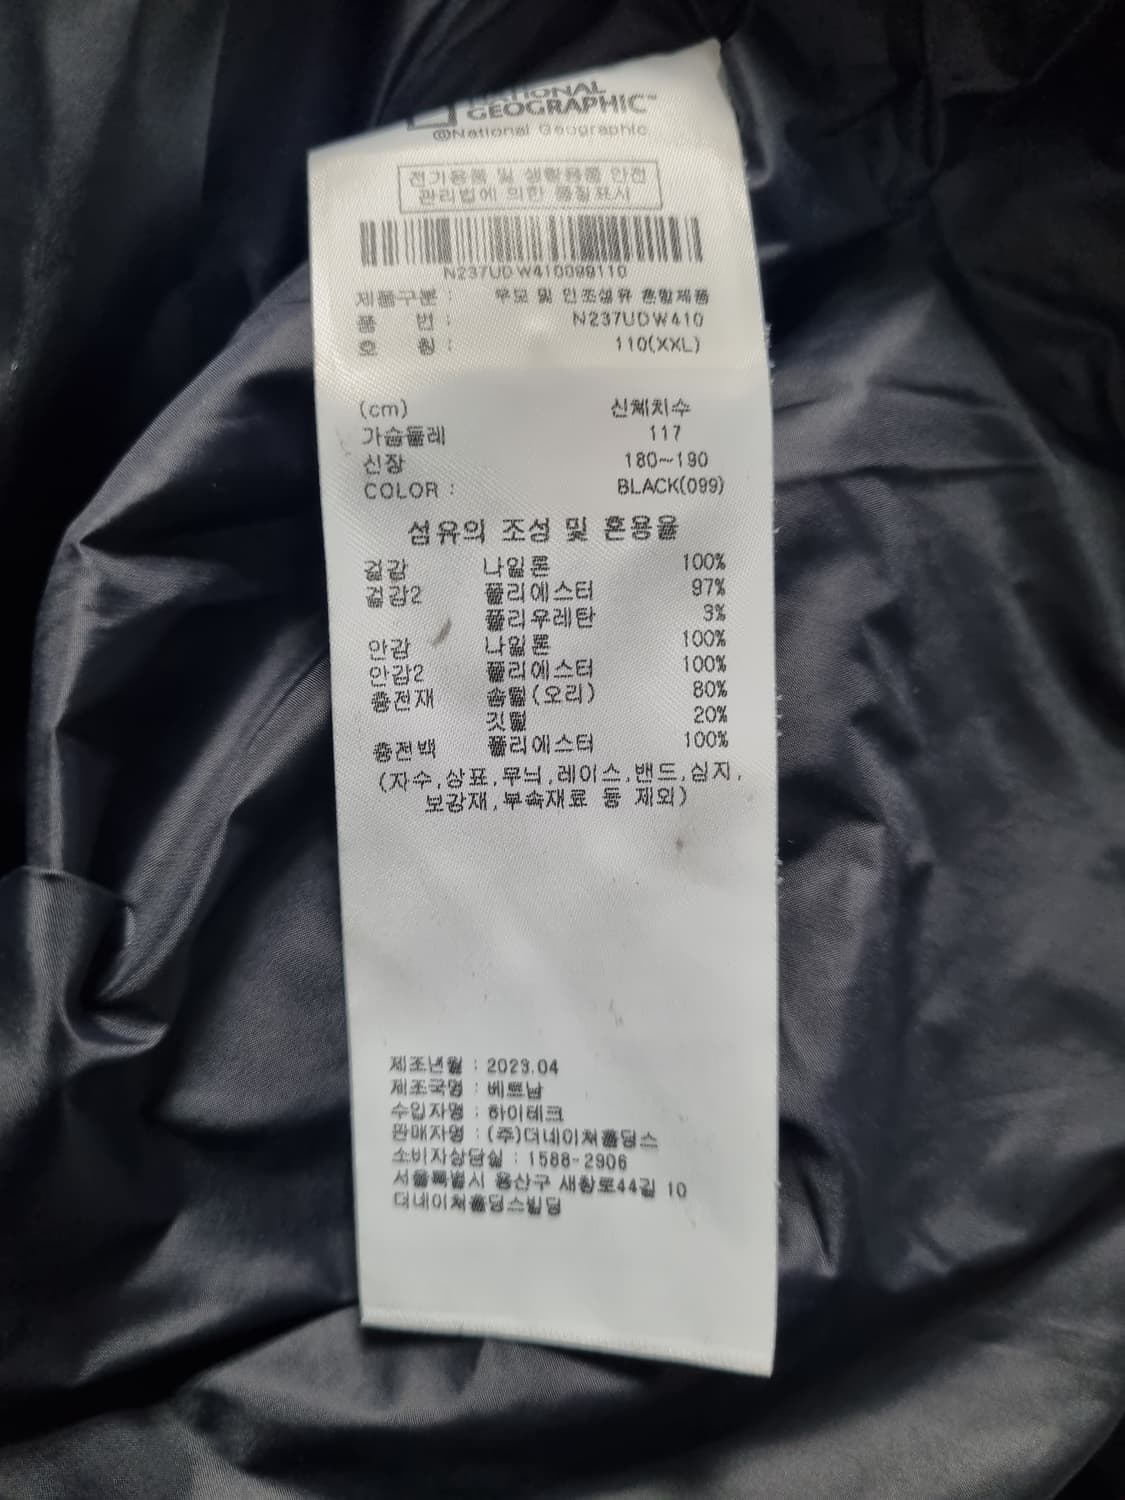 NATIONAL
GEOGRAPHIC™
©National Geographic
전기용품 및 생활용품 안전
관리법에 의한 품질표시
N237UDW410099110
제품구분 : 우모 및 인조섬유 혼합제품
품 번 : N237UDW410
호 칭 : 110(XXL)
(cm) 신체치수
가슴둘레 117
신장 180~190
COLOR : BLACK(099)
섬유의 조성 및 혼용율
겉감 나일론 100%
겉감2 폴리에스터 97%
폴리우레탄 3%
안감 나일론 100%
안감2 폴리에스터 100%
충전재 솜털(오리) 80%
깃털 20%
충전백 폴리에스터 100%
(자수,상표,무늬,레이스,밴드,심지,
보강재,부속재료 등 제외)
제조년월 : 2023.04
제조국명 : 베트남
수입자명 : 하이테크
판매자명 : (주)더네이쳐홀딩스
소비자상담실 : 1588-2906
서울특별시 용산구 새창로44길 10
더네이쳐홀딩스빌딩